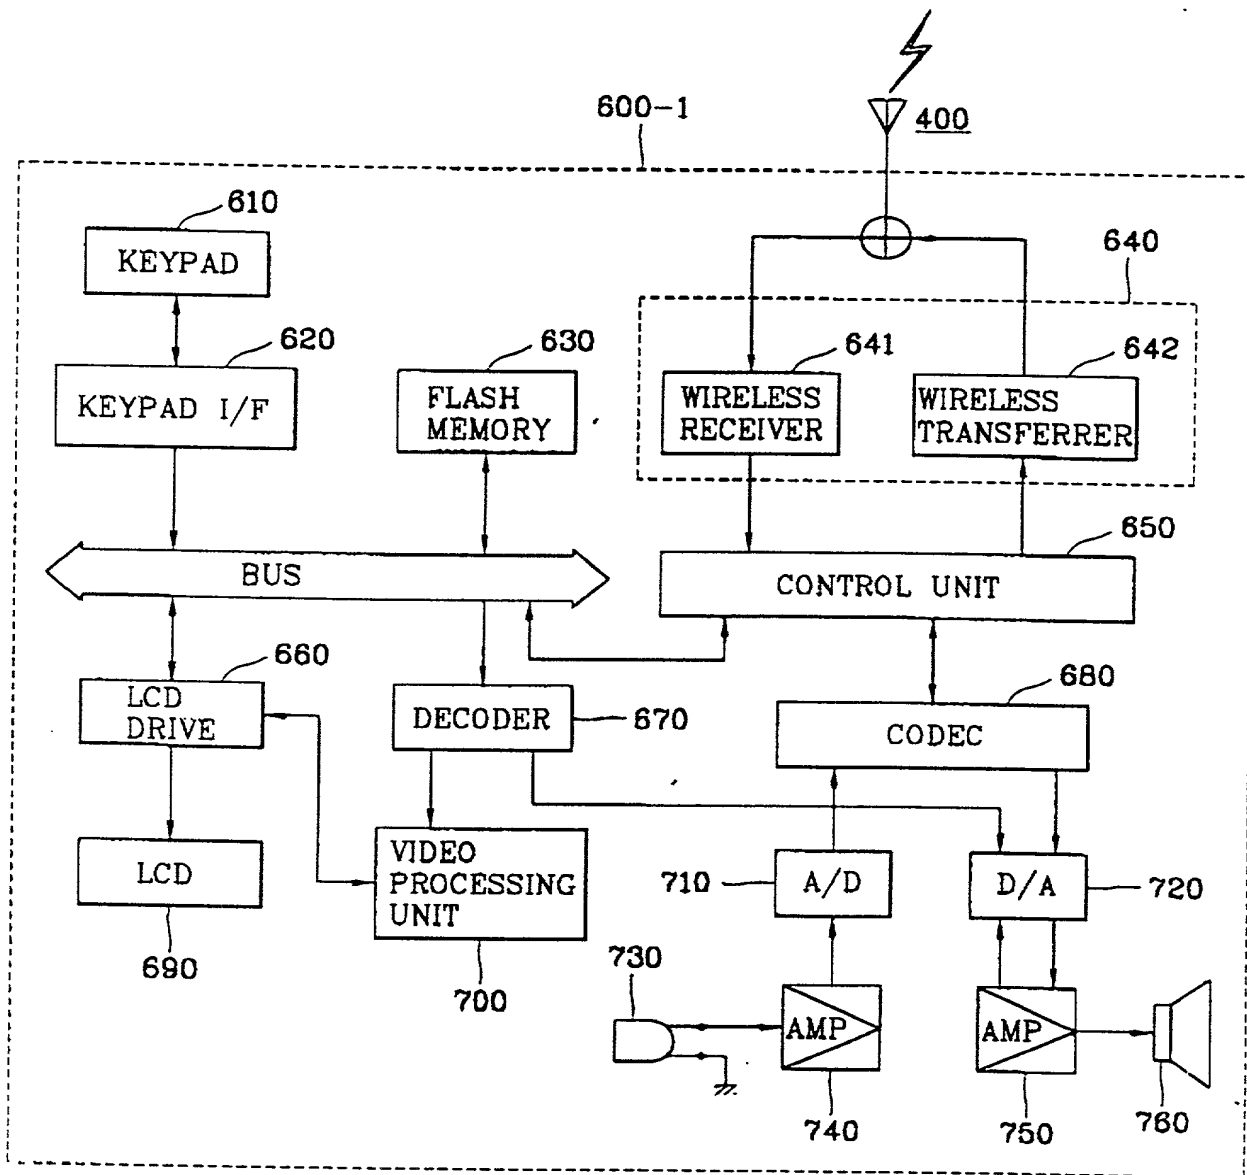 600-1
400
610
KEYPAD
640
620
KEYPAD I/F
630
FLASH
MEMORY
641
WIRELESS
RECEIVER
642
WIRELESS
TRANSFERRER
650
BUS
CONTROL UNIT
660
LCD
DRIVE
DECODER
670
680
CODEC
LCD
690
VIDEO
PROCESSING
UNIT
700
710
A/D
D/A
720
730
AMP
740
AMP
750
760